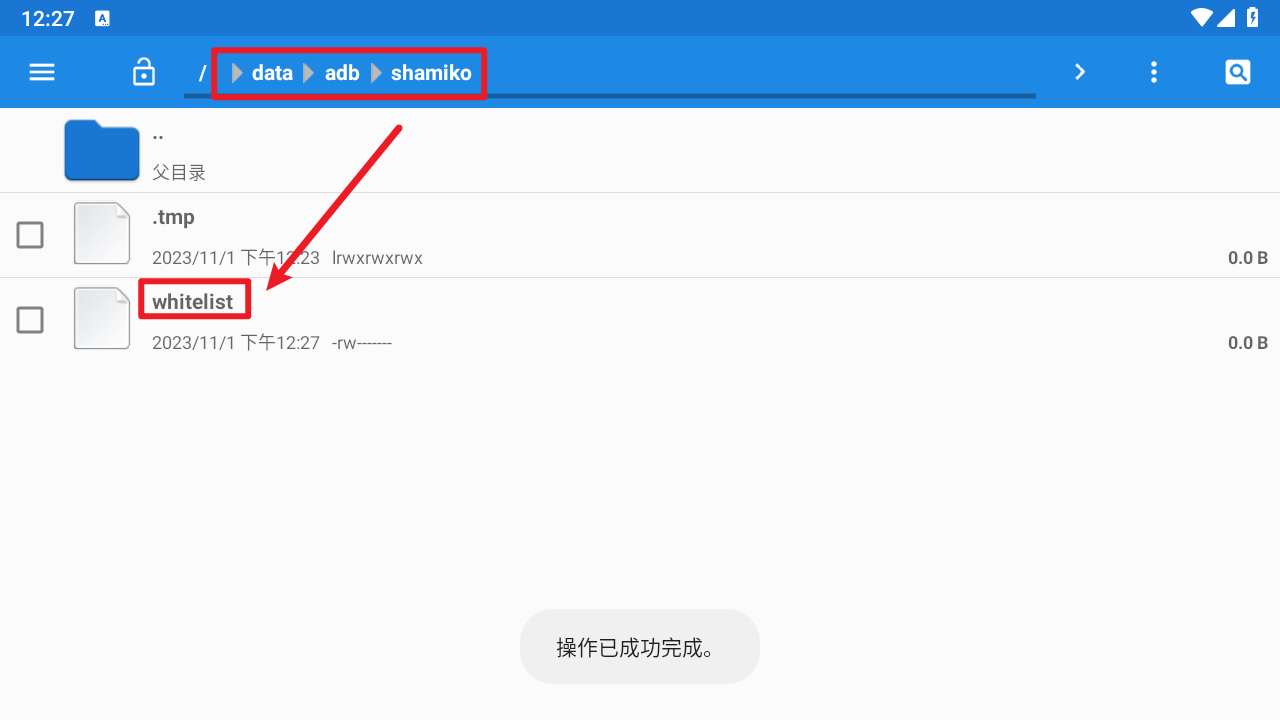 12:27
/ data adb shamiko
..
父目录
.tmp
2023/11/1 下午12:23 lrwxrwxrwx 0.0 B
whitelist
2023/11/1 下午12:27 -rw------- 0.0 B
操作已成功完成。